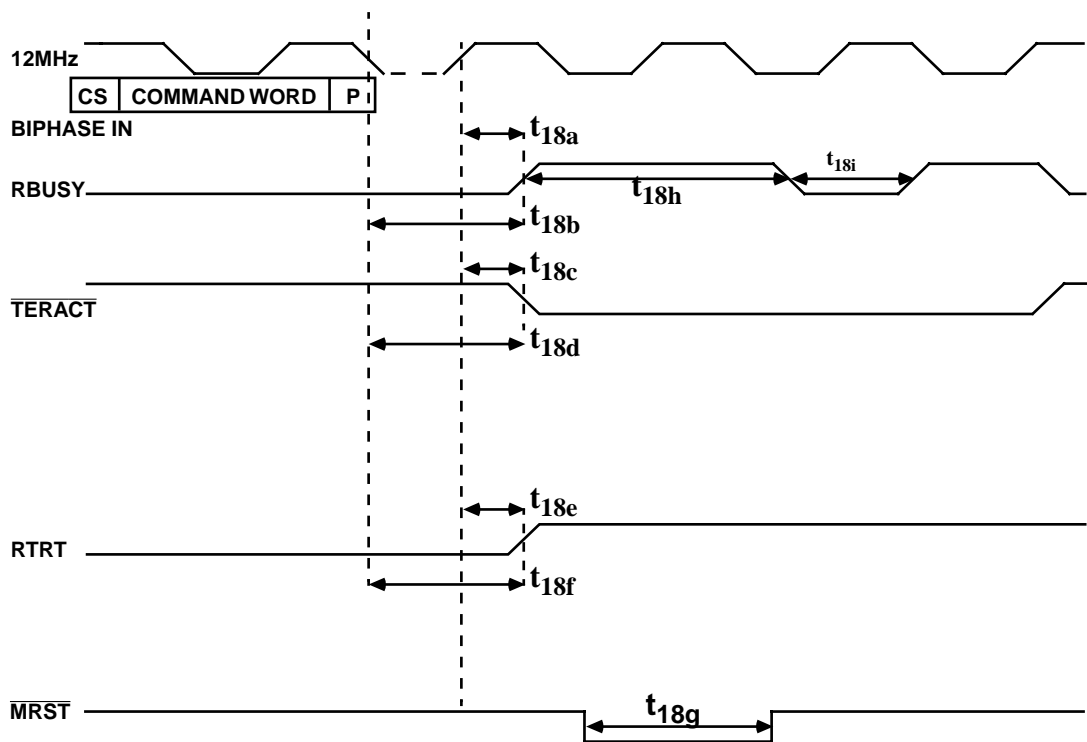 12MHz
CS COMMAND WORD P
BIPHASE IN
t18a
RBUSY
t18h
t18i
t18b
t18c
TERACT
t18d
t18e
RTRT
t18f
MRST
t18g